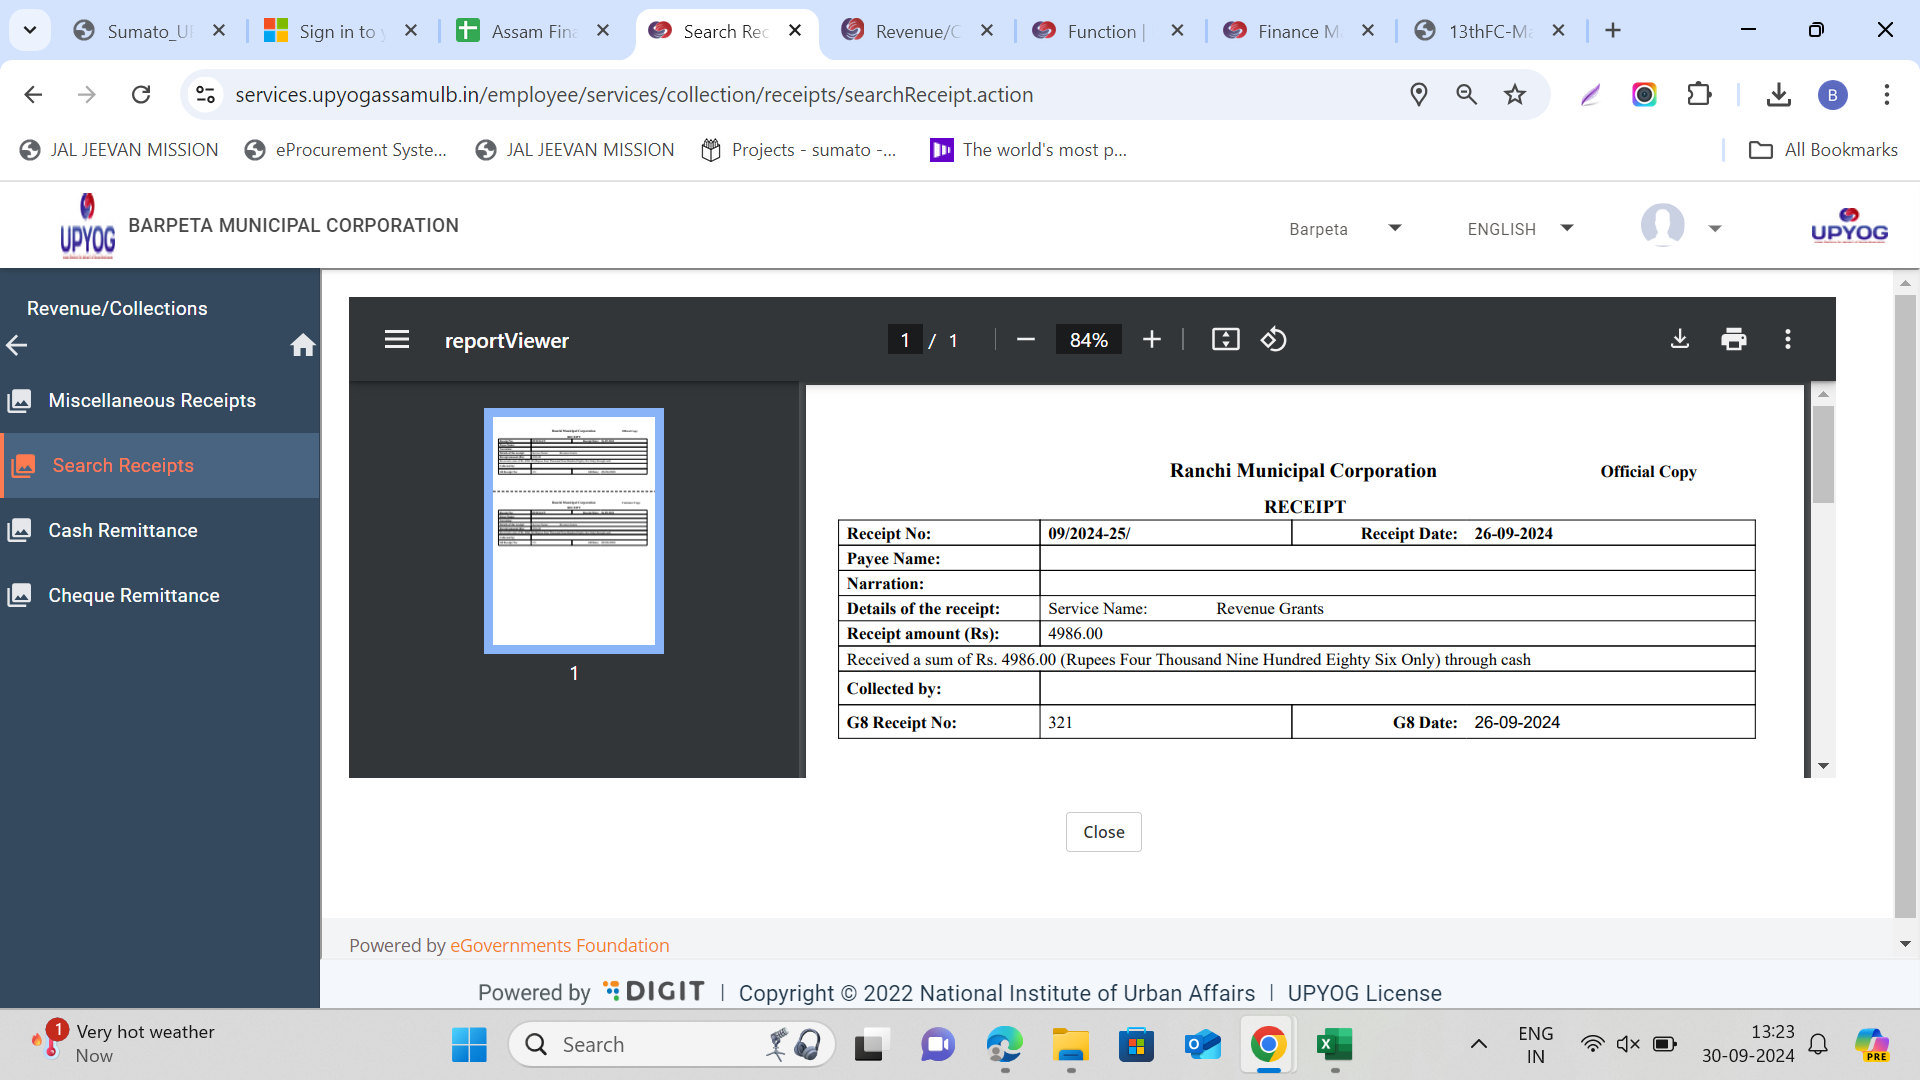 Sumato_U
Sign in to
Assam Fin
Search Rec
Revenue/C
Function |
Finance M
13thFC-Ma
services.upyogassamulb.in/employee/services/collection/receipts/searchReceipt.action
B
JAL JEEVAN MISSION
eProcurement Syste...
JAL JEEVAN MISSION
Projects - sumato -...
The world's most p...
All Bookmarks
UPYOG
BARPETA MUNICIPAL CORPORATION
Barpeta
ENGLISH
UPYOG
Revenue/Collections
Miscellaneous Receipts
Search Receipts
Cash Remittance
Cheque Remittance
reportViewer
1 / 1
84%
1
Ranchi Municipal Corporation
Official Copy
RECEIPT
Receipt No: 09/2024-25/ Receipt Date: 26-09-2024
Payee Name:
Narration:
Details of the receipt: Service Name: Revenue Grants
Receipt amount (Rs): 4986.00
Received a sum of Rs. 4986.00 (Rupees Four Thousand Nine Hundred Eighty Six Only) through cash
Collected by:
G8 Receipt No: 321 G8 Date: 26-09-2024
Close
Powered by eGovernments Foundation
Powered by DIGIT | Copyright © 2022 National Institute of Urban Affairs | UPYOG License
1
Very hot weather
Now
Search
ENG
IN
13:23
30-09-2024
PRE